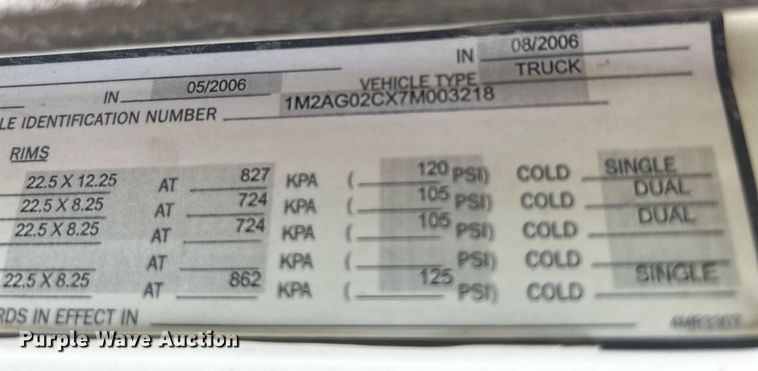 IN 08/2006
IN 05/2006 VEHICLE TYPE TRUCK
LE IDENTIFICATION NUMBER 1M2AG02CX7M003218
RIMS
22.5 X 12.25 AT 827 KPA ( 120 PSI) COLD SINGLE
22.5 X 8.25 AT 724 KPA ( 105 PSI) COLD DUAL
22.5 X 8.25 AT 724 KPA ( 105 PSI) COLD DUAL
AT KPA ( PSI) COLD
22.5 X 8.25 AT 862 KPA ( 125 PSI) COLD SINGLE
RDS IN EFFECT IN
Purple Wave Auction